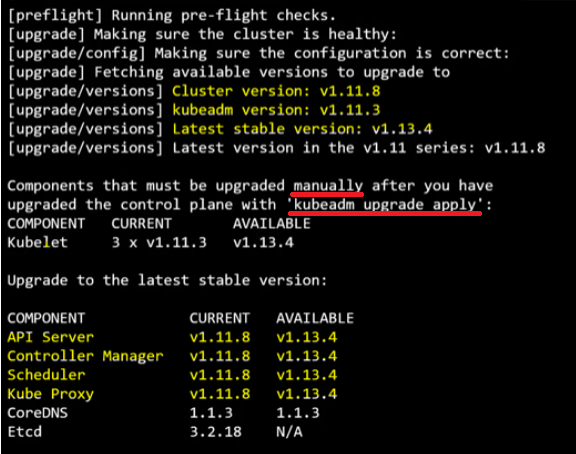 [preflight] Running pre-flight checks.
[upgrade] Making sure the cluster is healthy:
[upgrade/config] Making sure the configuration is correct:
[upgrade] Fetching available versions to upgrade to
[upgrade/versions] Cluster version: v1.11.8
[upgrade/versions] kubeadm version: v1.11.3
[upgrade/versions] Latest stable version: v1.13.4
[upgrade/versions] Latest version in the v1.11 series: v1.11.8
Components that must be upgraded manually after you have
upgraded the control plane with 'kubeadm upgrade apply':
COMPONENT CURRENT AVAILABLE
Kubelet 3 x v1.11.3 v1.13.4
Upgrade to the latest stable version:
COMPONENT CURRENT AVAILABLE
API Server v1.11.8 v1.13.4
Controller Manager v1.11.8 v1.13.4
Scheduler v1.11.8 v1.13.4
Kube Proxy v1.11.8 v1.13.4
CoreDNS 1.1.3 1.1.3
Etcd 3.2.18 N/A